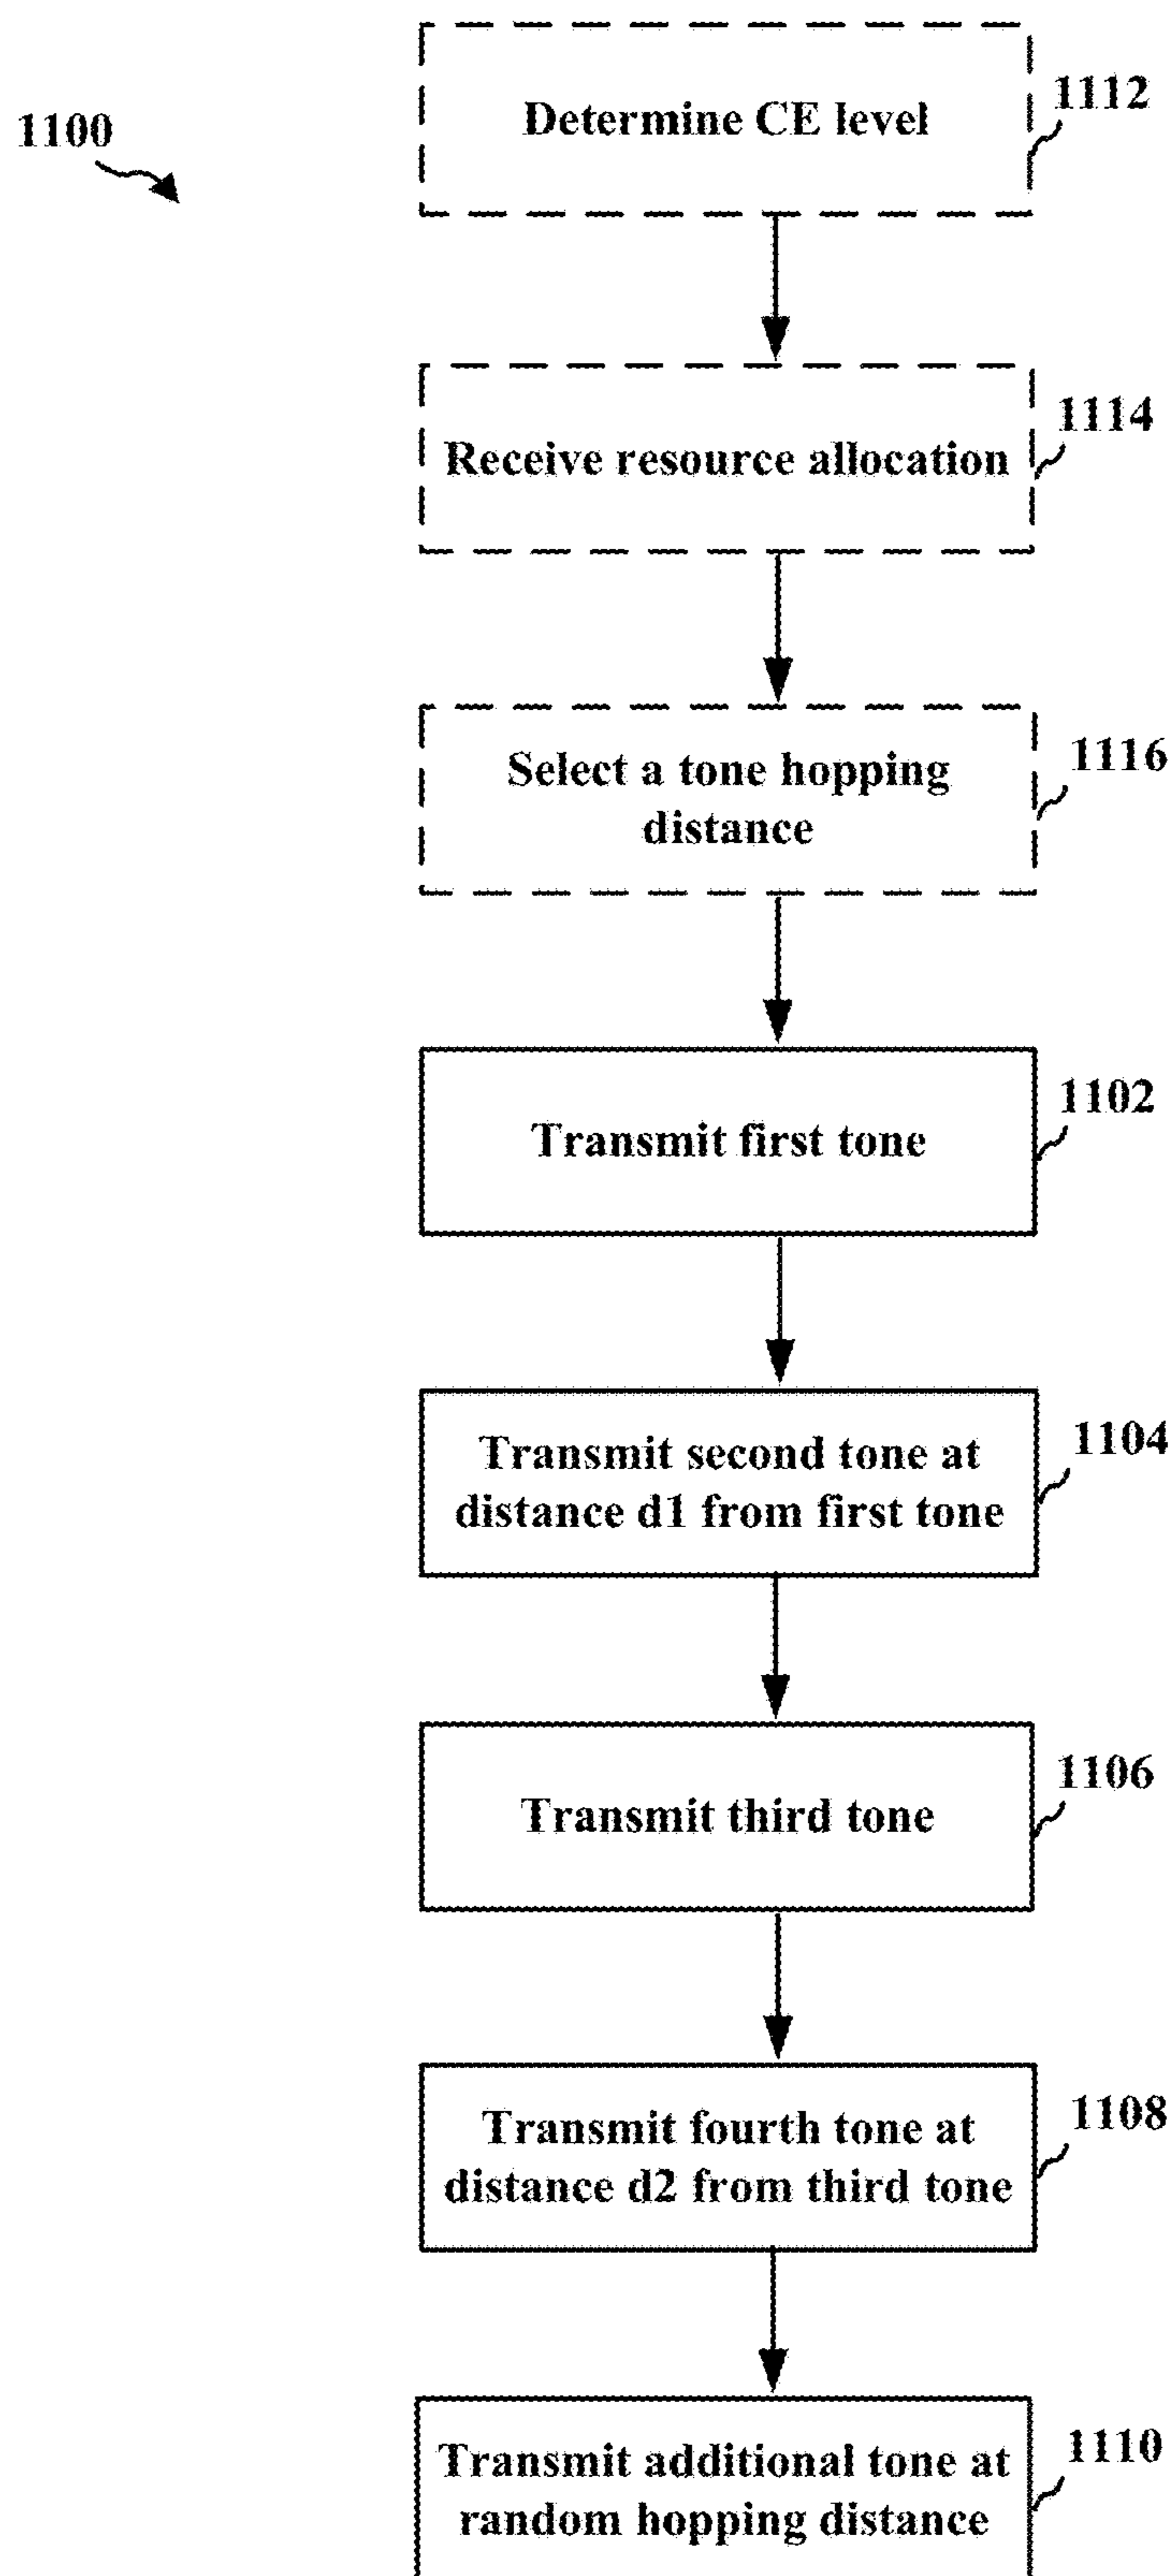 1100
Determine CE level
1112
Receive resource allocation
1114
Select a tone hopping
distance
1116
Transmit first tone
1102
Transmit second tone at
distance d1 from first tone
1104
Transmit third tone
1106
Transmit fourth tone at
distance d2 from third tone
1108
Transmit additional tone at
random hopping distance
1110